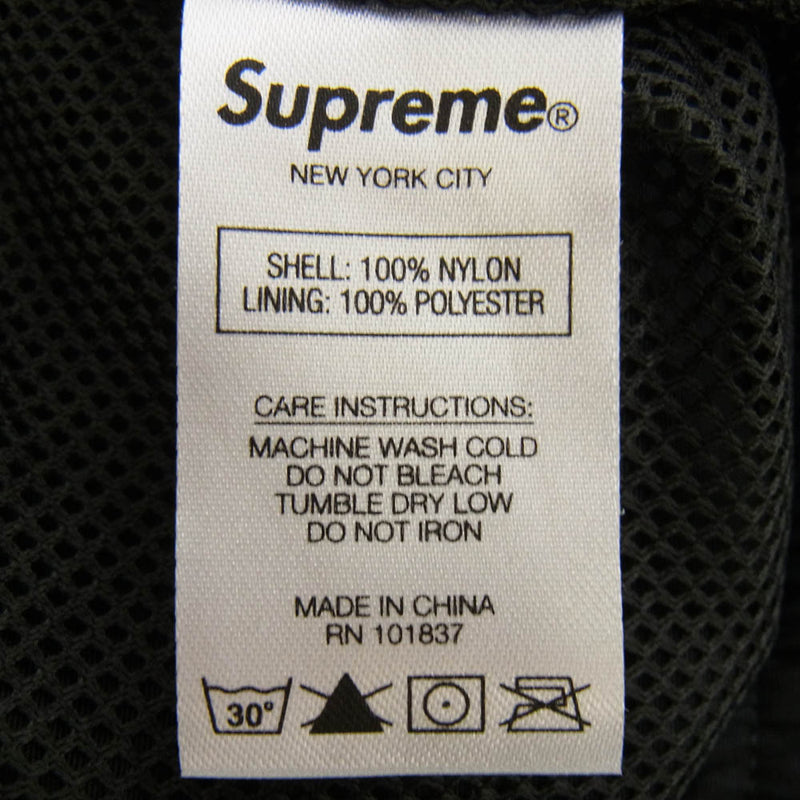 Supreme®
NEW YORK CITY
SHELL: 100% NYLON
LINING: 100% POLYESTER
CARE INSTRUCTIONS:
MACHINE WASH COLD
DO NOT BLEACH
TUMBLE DRY LOW
DO NOT IRON
MADE IN CHINA
RN 101837
30°